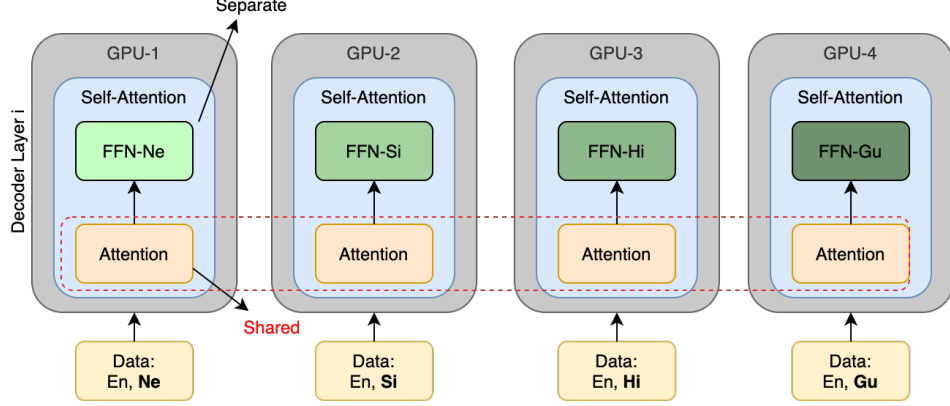 Separate
GPU-1
GPU-2
GPU-3
GPU-4
Decoder Layer i
Self-Attention
Self-Attention
Self-Attention
Self-Attention
FFN-Ne
FFN-Si
FFN-Hi
FFN-Gu
Attention
Attention
Attention
Attention
Shared
Data:
En, Ne
Data:
En, Si
Data:
En, Hi
Data:
En, Gu